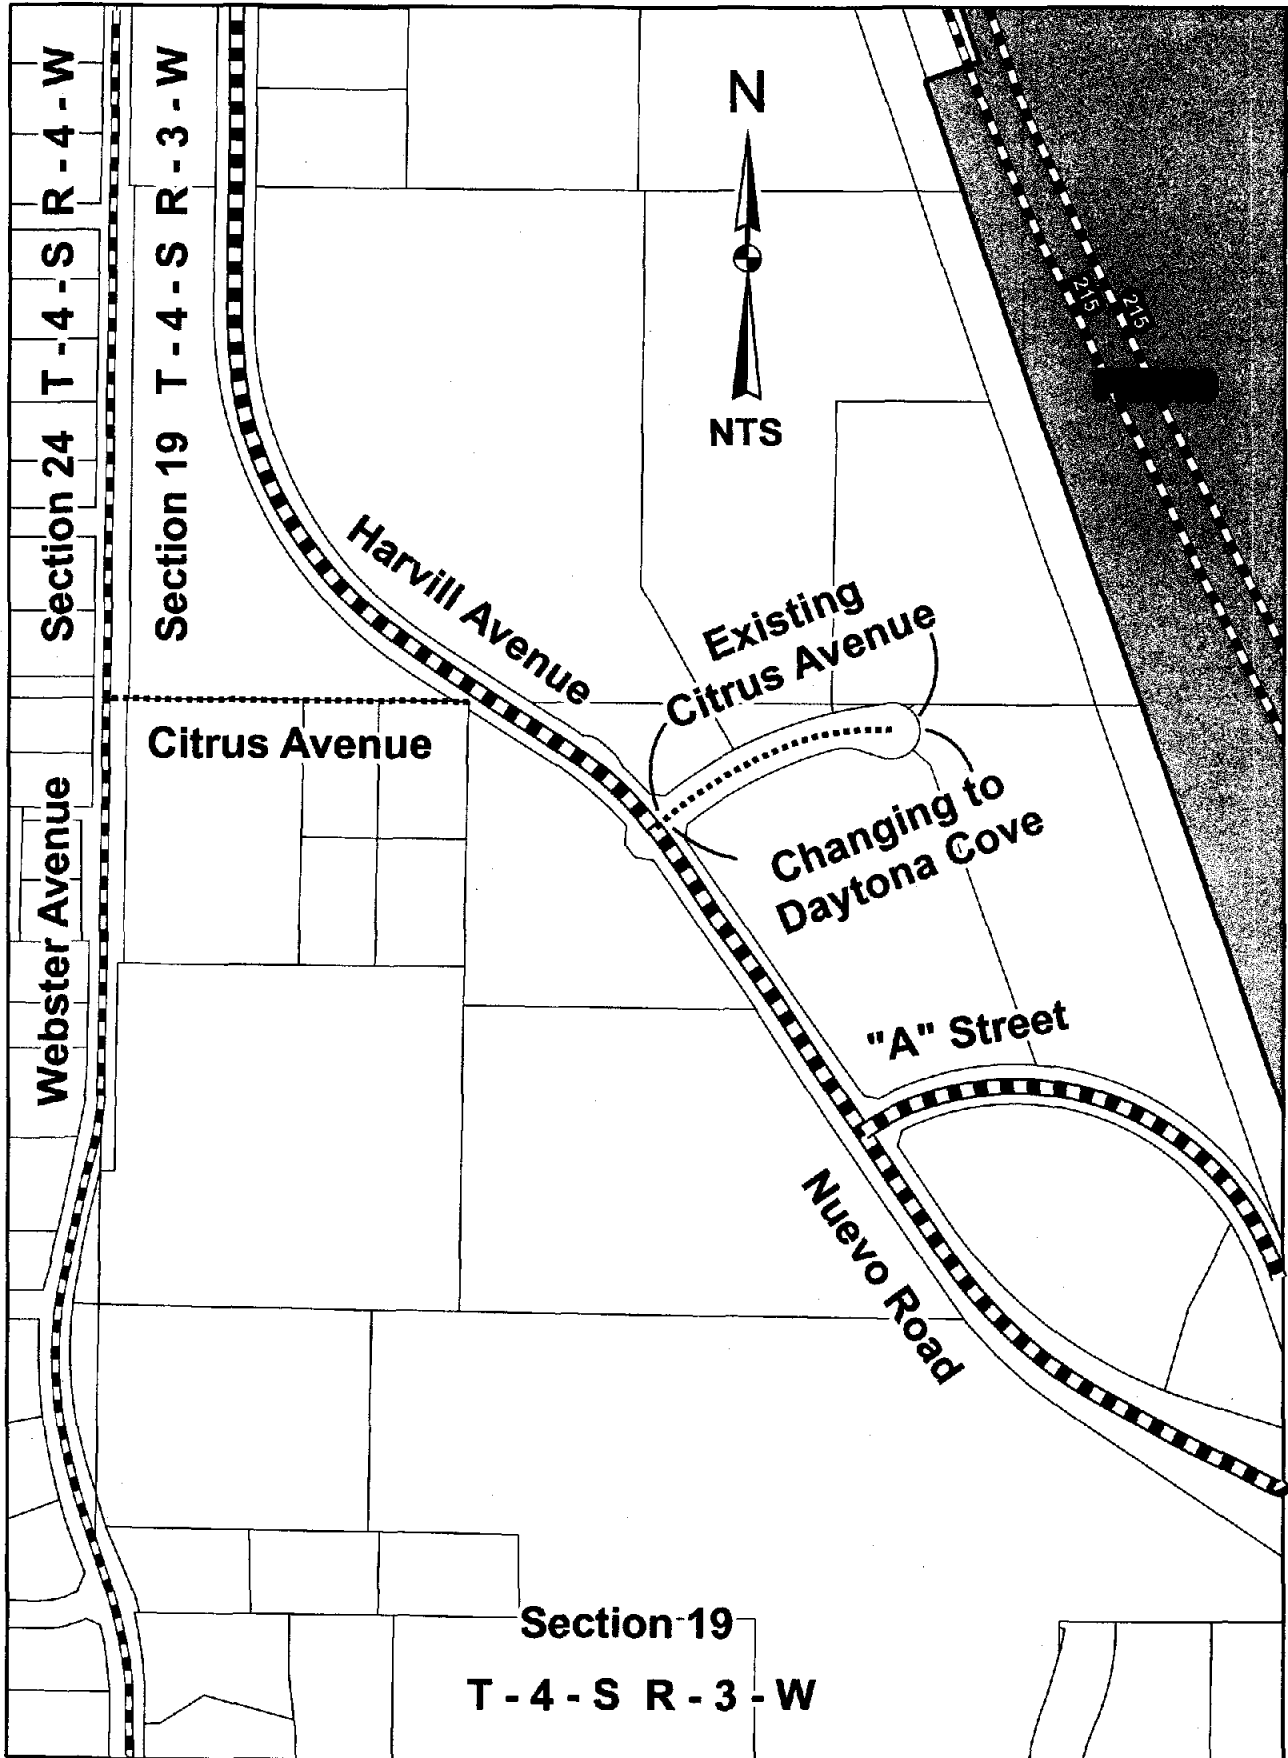 Section 24 T - 4 - S R - 4 - W
Section 19 T - 4 - S R - 3 - W
N
NTS
215
215
Harvill Avenue
Existing
Citrus Avenue
Citrus Avenue
Changing to
Daytona Cove
Webster Avenue
"A" Street
Nuevo Road
Section 19
T - 4 - S R - 3 - W